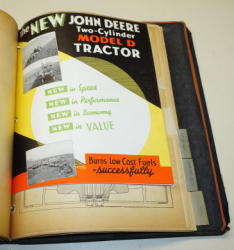 the NEW JOHN DEERE
Two-Cylinder
MODEL D
TRACTOR
NEW in Speed
NEW in Performance
NEW in Economy
NEW in VALUE
Burns Low Cost Fuels
-successfully